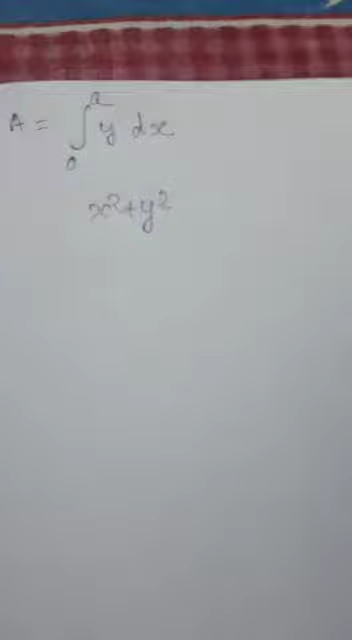 A = ∫₀ᵃ y dx
x²+y²